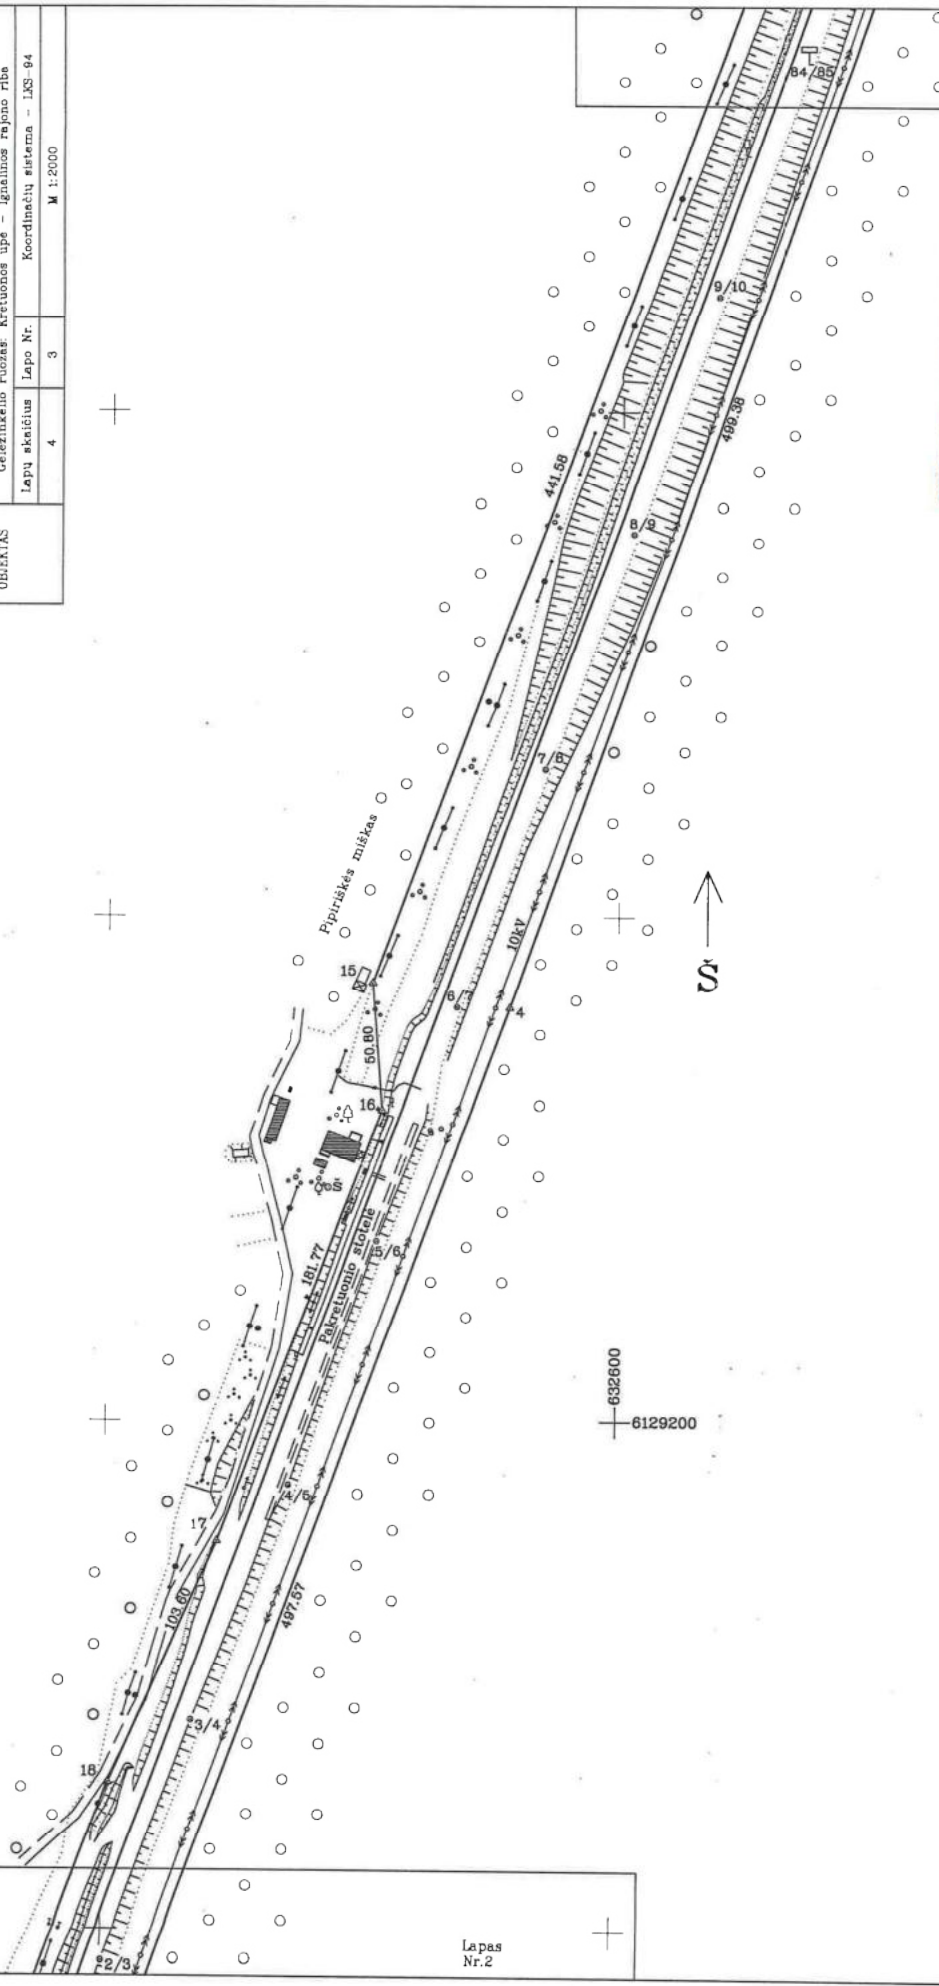 OBJEKTAS
Geležinkelio ruožas: Kretuonos upė - Ignalinos rajono riba
Lapų skaičius
Lapo Nr.
Koordinačių sistema - LKS-94
4
3
M 1:2000
84/85
9/10
499.38
441.58
8/9
7/8
Pipiriškės miškas
10kV
15
6/7
4
Š
50.80
16
Š
5/6
181.77
Pakretuonio stotelė
632600
6129200
4/5
17
497.57
103.60
3/4
18
2/3
Lapas
Nr.2